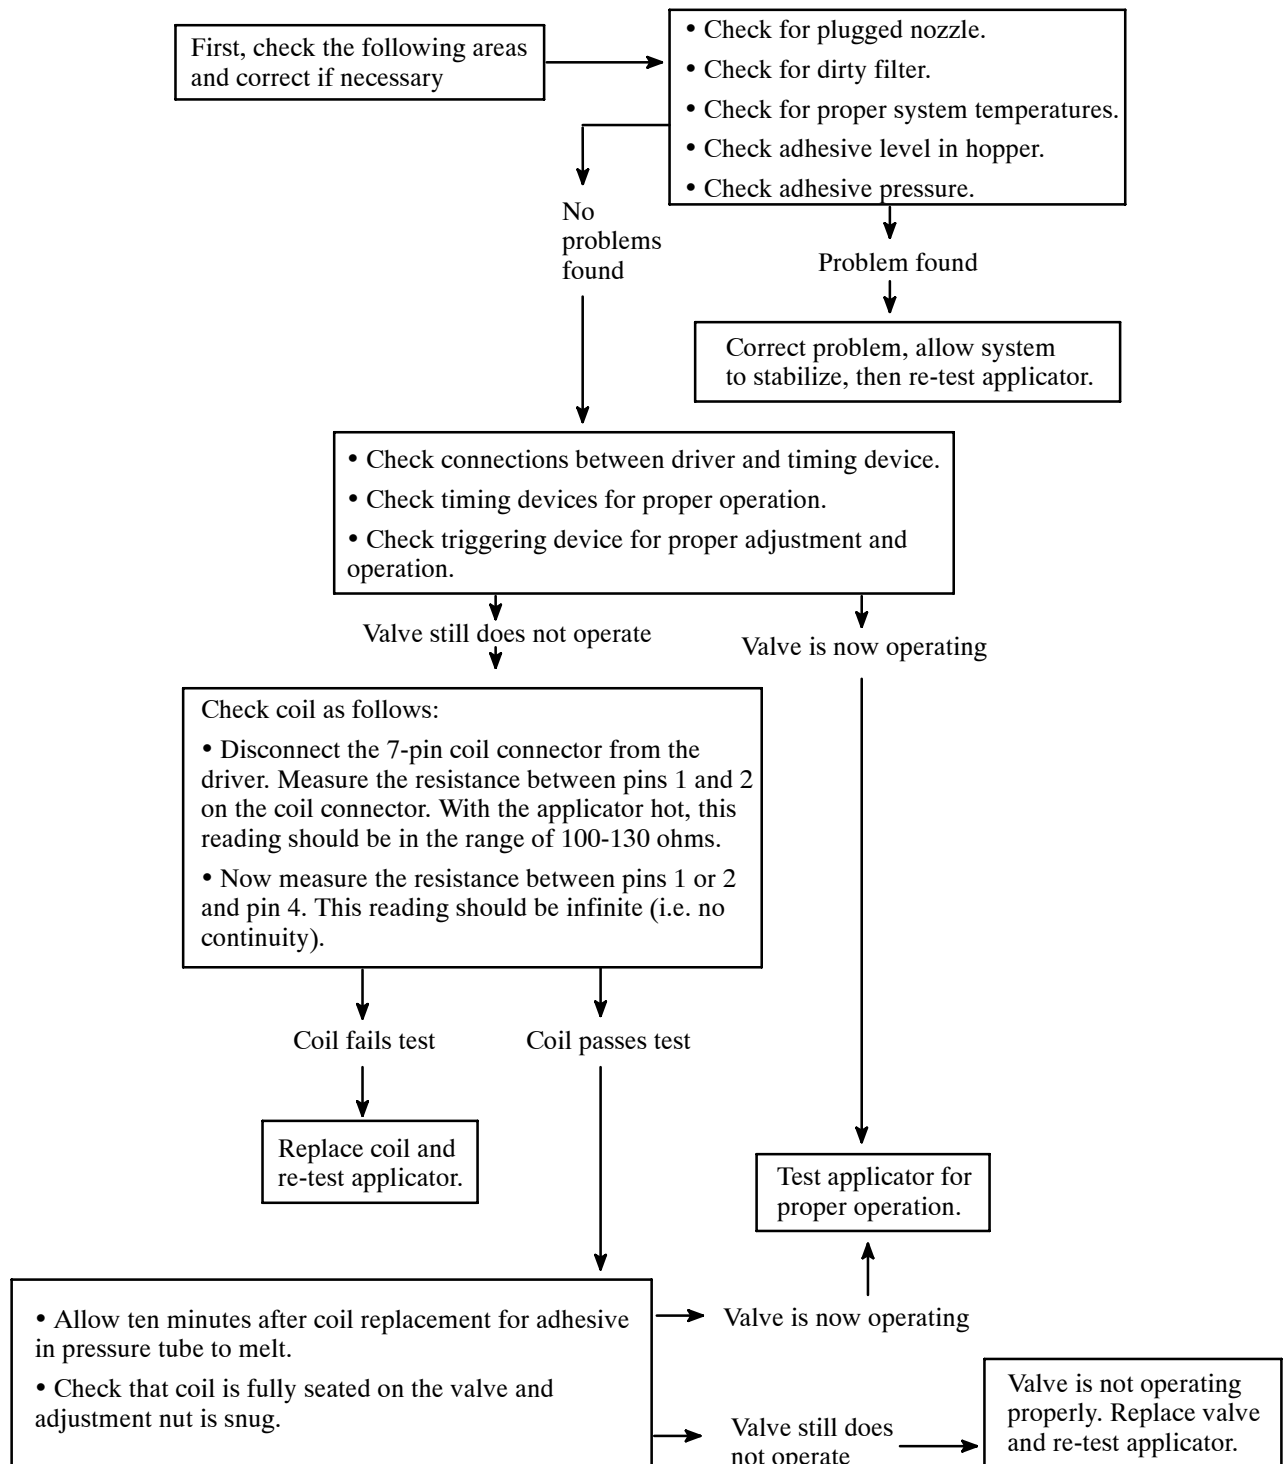 First, check the following areas
and correct if necessary
• Check for plugged nozzle.
• Check for dirty filter.
• Check for proper system temperatures.
• Check adhesive level in hopper.
• Check adhesive pressure.
No
problems
found
Problem found
Correct problem, allow system
to stabilize, then re-test applicator.
• Check connections between driver and timing device.
• Check timing devices for proper operation.
• Check triggering device for proper adjustment and
operation.
Valve still does not operate
Valve is now operating
Check coil as follows:
• Disconnect the 7-pin coil connector from the
driver. Measure the resistance between pins 1 and 2
on the coil connector. With the applicator hot, this
reading should be in the range of 100-130 ohms.
• Now measure the resistance between pins 1 or 2
and pin 4. This reading should be infinite (i.e. no
continuity).
Coil fails test
Coil passes test
Replace coil and
re-test applicator.
Test applicator for
proper operation.
• Allow ten minutes after coil replacement for adhesive
in pressure tube to melt.
• Check that coil is fully seated on the valve and
adjustment nut is snug.
Valve is now operating
Valve still does
not operate
Valve is not operating
properly. Replace valve
and re-test applicator.